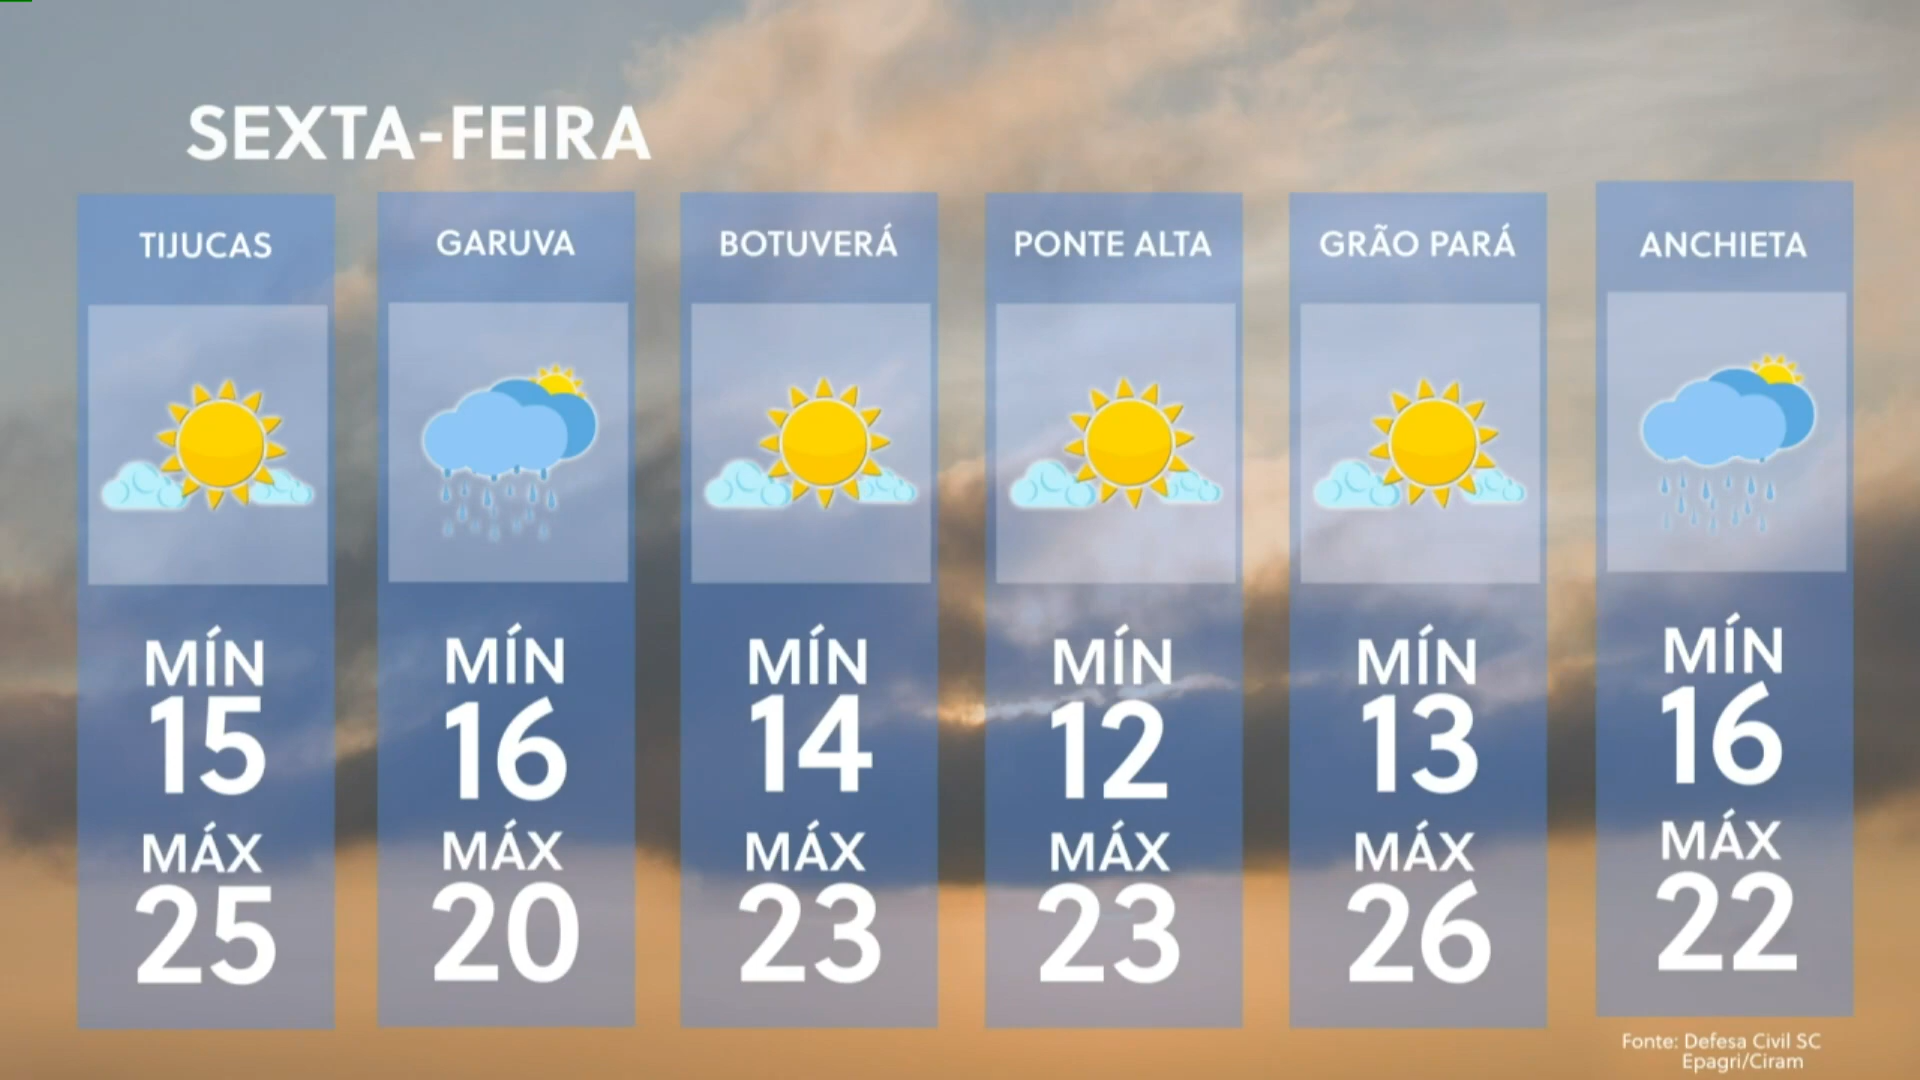 SEXTA-FEIRA
TIJUCAS
MÍN
15
MÁX
25
GARUVA
MÍN
16
MÁX
20
BOTUVERÁ
MÍN
14
MÁX
23
PONTE ALTA
MÍN
12
MÁX
23
GRÃO PARÁ
MÍN
13
MÁX
26
ANCHIETA
MÍN
16
MÁX
22
Fonte: Defesa Civil SC
Epagri/Ciram